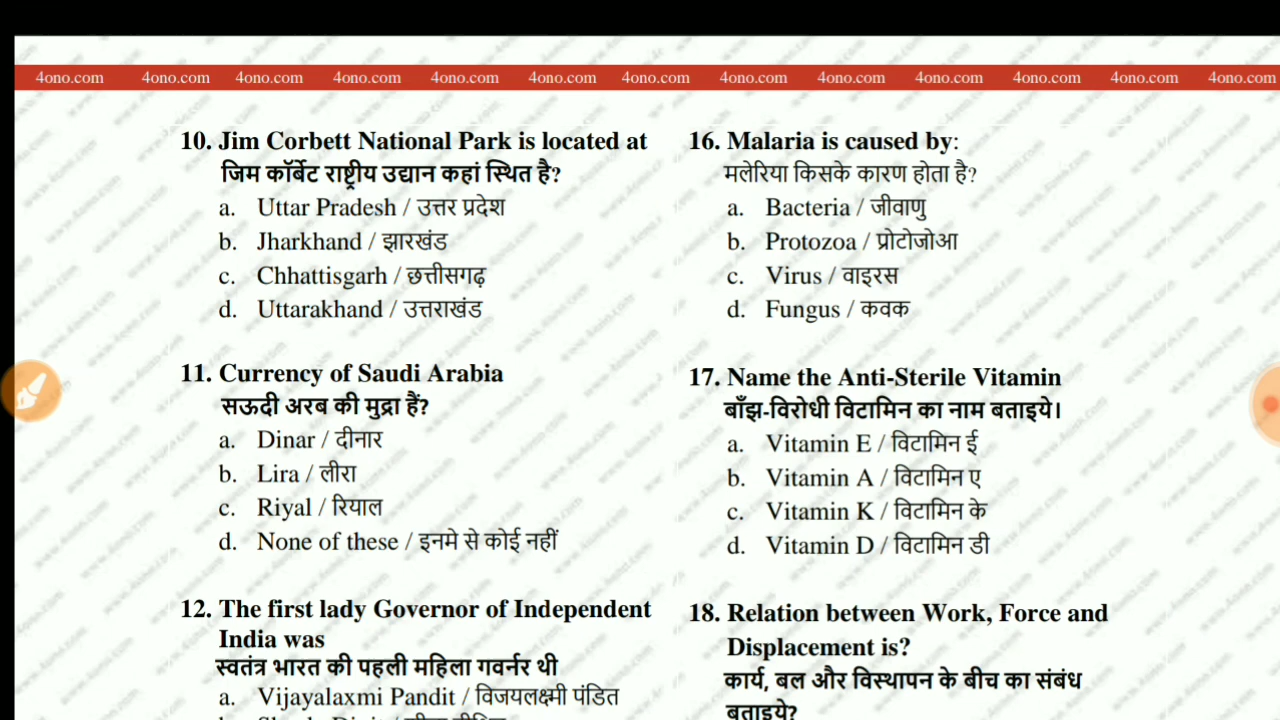 4ono.com 4ono.com 4ono.com 4ono.com 4ono.com 4ono.com 4ono.com 4ono.com 4ono.com 4ono.com 4ono.com 4ono.com 4ono.com
10. Jim Corbett National Park is located at
जिम कॉर्बेट राष्ट्रीय उद्यान कहां स्थित है?
a. Uttar Pradesh / उत्तर प्रदेश
b. Jharkhand / झारखंड
c. Chhattisgarh / छत्तीसगढ़
d. Uttarakhand / उत्तराखंड
11. Currency of Saudi Arabia
सऊदी अरब की मुद्रा हैं?
a. Dinar / दीनार
b. Lira / लीरा
c. Riyal / रियाल
d. None of these / इनमे से कोई नहीं
12. The first lady Governor of Independent
India was
स्वतंत्र भारत की पहली महिला गवर्नर थी
a. Vijayalaxmi Pandit / विजयलक्ष्मी पंडित
16. Malaria is caused by:
मलेरिया किसके कारण होता है?
a. Bacteria / जीवाणु
b. Protozoa / प्रोटोजोआ
c. Virus / वाइरस
d. Fungus / कवक
17. Name the Anti-Sterile Vitamin
बाँझ-विरोधी विटामिन का नाम बताइये।
a. Vitamin E / विटामिन ई
b. Vitamin A / विटामिन ए
c. Vitamin K / विटामिन के
d. Vitamin D / विटामिन डी
18. Relation between Work, Force and
Displacement is?
कार्य, बल और विस्थापन के बीच का संबंध
बताइये?